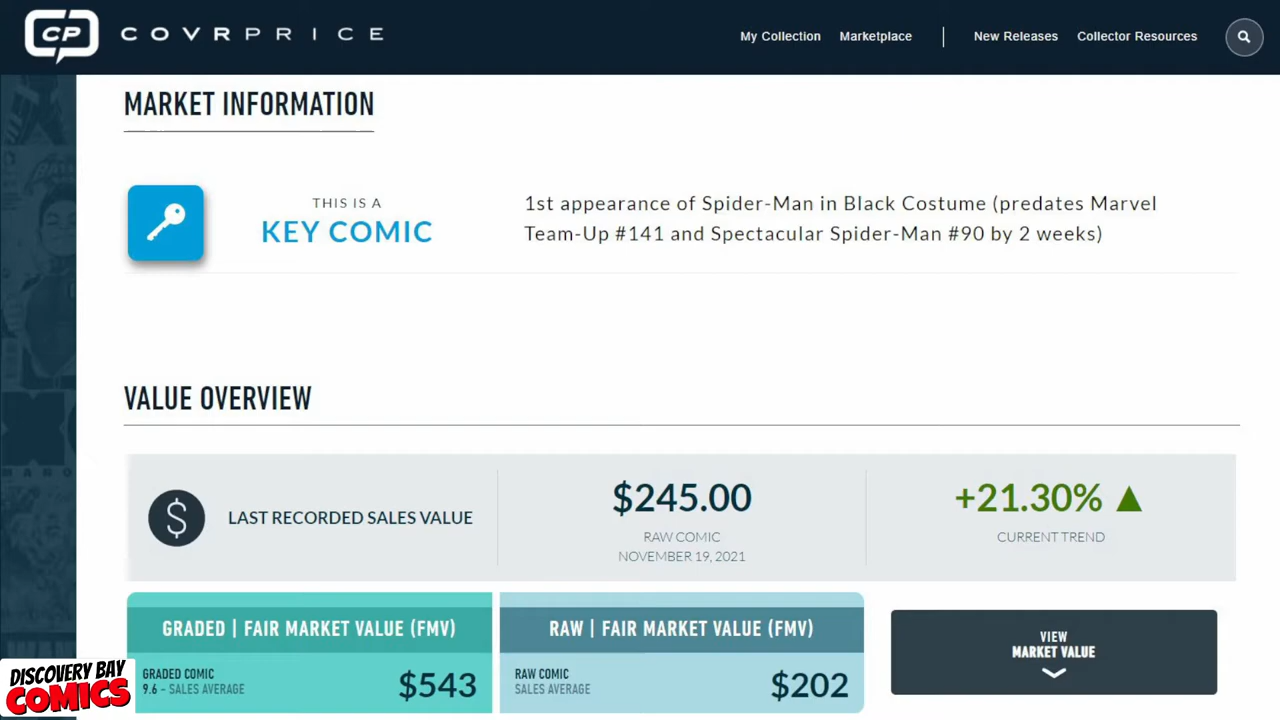 CP COVRPRICE
My Collection Marketplace New Releases Collector Resources
MARKET INFORMATION
THIS IS A
KEY COMIC
1st appearance of Spider-Man in Black Costume (predates Marvel
Team-Up #141 and Spectacular Spider-Man #90 by 2 weeks)
VALUE OVERVIEW
$
LAST RECORDED SALES VALUE
$245.00
RAW COMIC
NOVEMBER 19, 2021
+21.30%
CURRENT TREND
GRADED | FAIR MARKET VALUE (FMV)
GRADED COMIC
9.6 – SALES AVERAGE
$543
RAW | FAIR MARKET VALUE (FMV)
RAW COMIC
SALES AVERAGE
$202
VIEW
MARKET VALUE
DISCOVERY BAY
COMICS